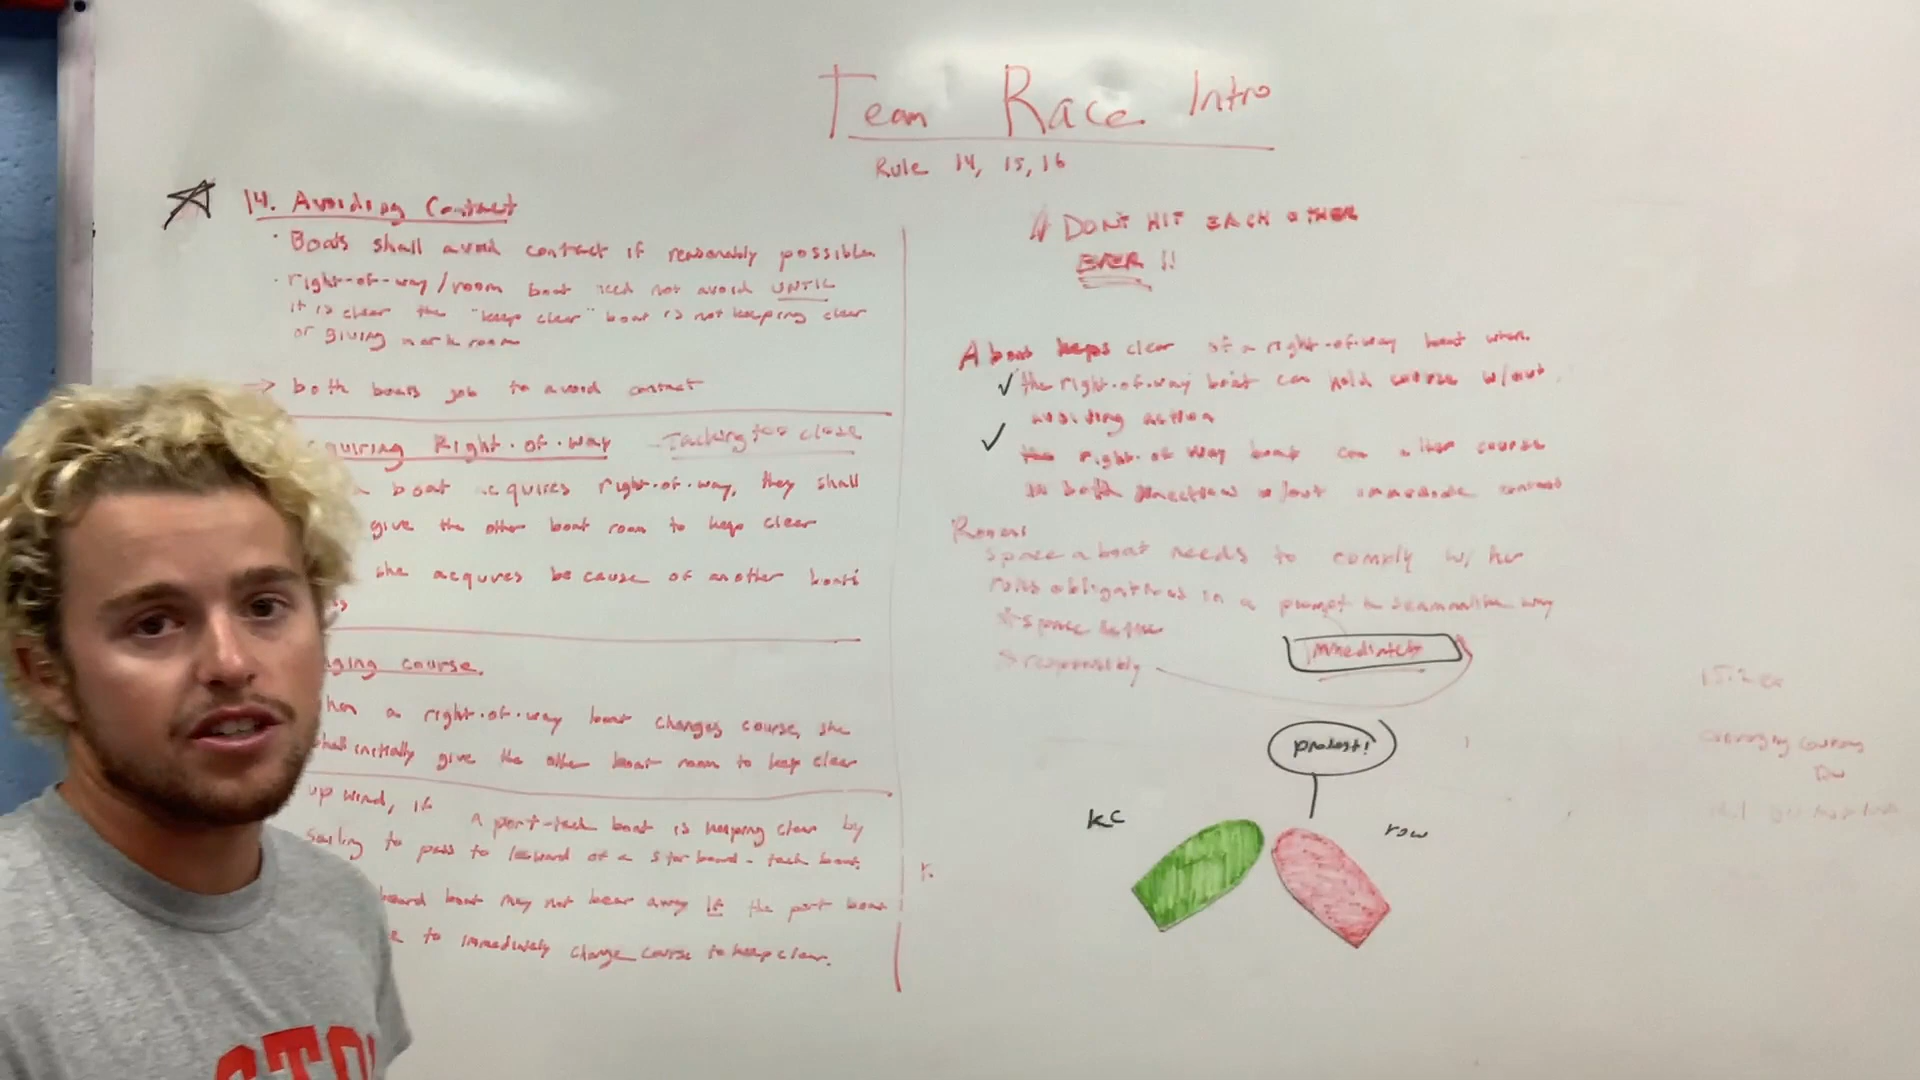 Team Race Intro
Rule 14, 15, 16
14. Avoiding Contact
· Boats shall avoid contact if reasonably possible
· right-of-way/room boat need not avoid UNTIL
it is clear the "keep clear" boat is not keeping clear
or giving mark room
→ both boats job to avoid contact
quiring Right-of-Way Tacking too close
a boat acquires right-of-way, they shall
give the other boat room to keep clear
she acquires because of another boats
ging course
hen a right-of-way boat changes course, she
shall initially give the other boat room to keep clear
up wind, if a port-tack boat is keeping clear by
sailing to pass to leeward of a starboard-tack boat,
board boat may not bear away if the port boat
to immediately change course to keep clear.
DON'T HIT EACH OTHER
EVER!!
A boat keeps clear of a right-of-way boat when
✓ the right-of-way boat can hold course w/out
avoiding action
✓ the right-of-way boat can alter course
in both directions w/out immediate contact
Room
space a boat needs to comply w/ her
rules obligations in a prompt & seamanlike way
immediately
* responsibly
protest!
KC
row